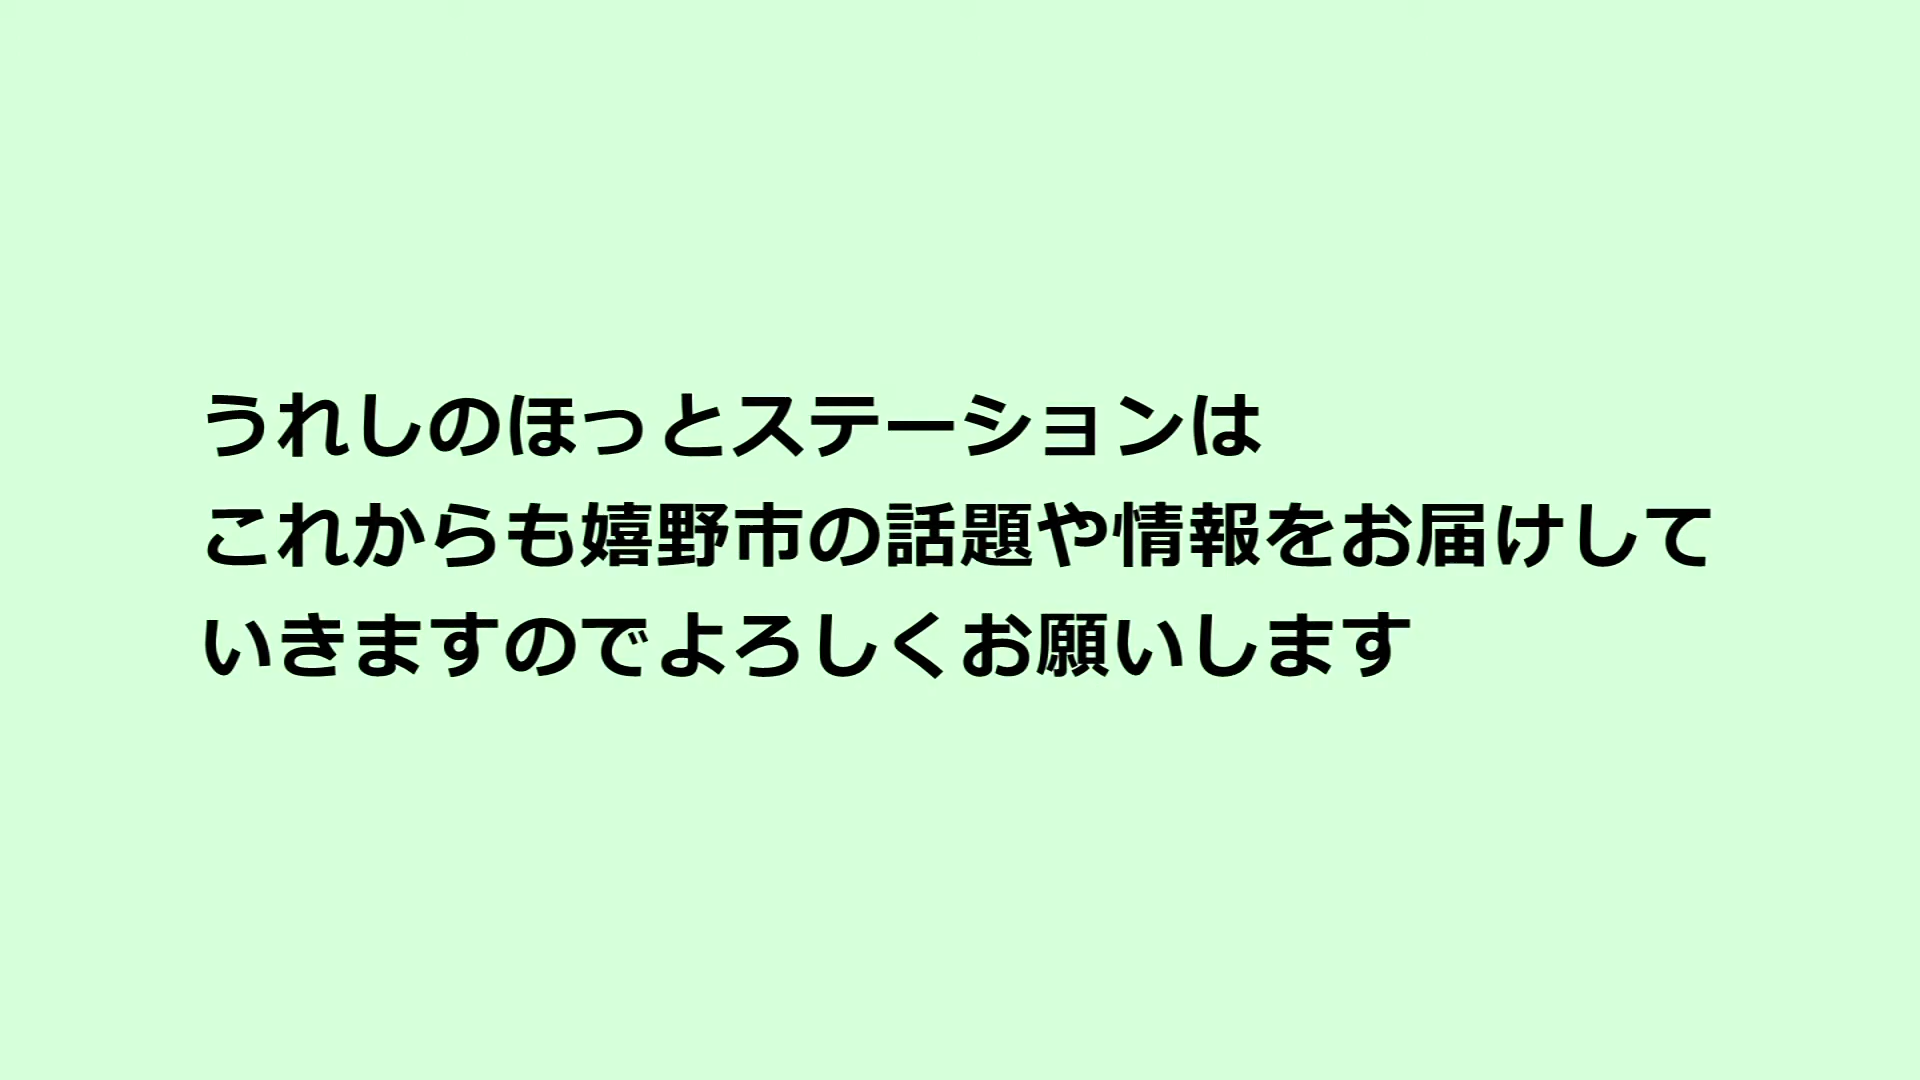 うれしのほっとステーションは
これからも嬉野市の話題や情報をお届けして
いきますのでよろしくお願いします